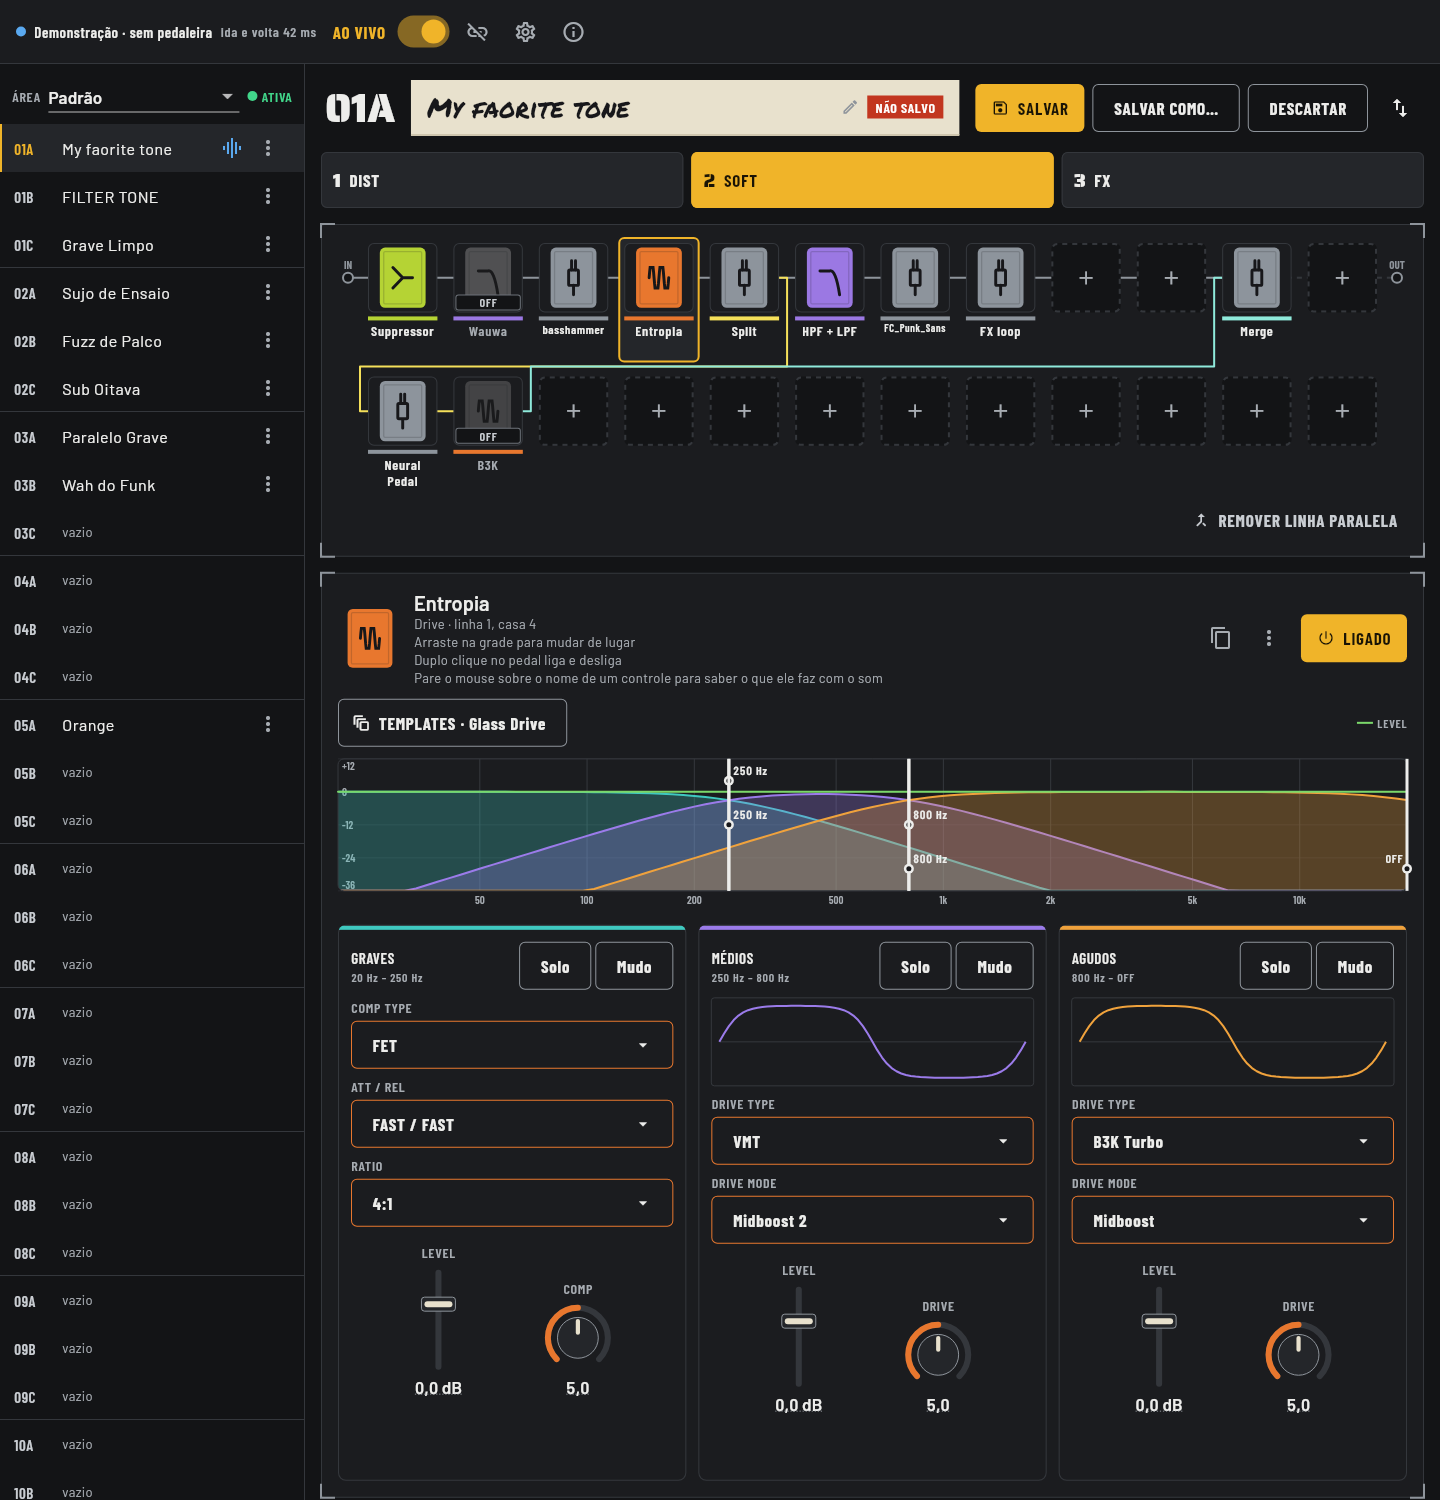 Demonstração · sem pedaleira Ida e volta 42 ms AO VIVO
ÁREA Padrão ATIVA
01A My faorite tone
01B FILTER TONE
01C Grave Limpo
02A Sujo de Ensaio
02B Fuzz de Palco
02C Sub Oitava
03A Paralelo Grave
03B Wah do Funk
03C vazio
04A vazio
04B vazio
04C vazio
05A Orange
05B vazio
05C vazio
06A vazio
06B vazio
06C vazio
07A vazio
07B vazio
07C vazio
08A vazio
08B vazio
08C vazio
09A vazio
09B vazio
09C vazio
10A vazio
10B vazio
01A My faorite tone NÃO SALVO SALVAR SALVAR COMO... DESCARTAR
1 DIST 2 SOFT 3 FX
IN OUT
OFF
Suppressor Wauwa basshammer Entropia Split HPF + LPF FC_Punk_Sans FX loop Merge
OFF
Neural Pedal B3K
REMOVER LINHA PARALELA
Entropia
Drive · linha 1, casa 4
Arraste na grade para mudar de lugar
Duplo clique no pedal liga e desliga
Pare o mouse sobre o nome de um controle para saber o que ele faz com o som
LIGADO
TEMPLATES · Glass Drive
LEVEL
+12
0
-12
-24
-36
250 Hz
250 Hz 800 Hz
800 Hz OFF
50 100 200 500 1k 2k 5k 10k
GRAVES
20 Hz – 250 Hz
Solo Mudo
COMP TYPE
FET
ATT / REL
FAST / FAST
RATIO
4:1
LEVEL COMP
0,0 dB 5,0
MÉDIOS
250 Hz – 800 Hz
Solo Mudo
DRIVE TYPE
VMT
DRIVE MODE
Midboost 2
LEVEL DRIVE
0,0 dB 5,0
AGUDOS
800 Hz – OFF
Solo Mudo
DRIVE TYPE
B3K Turbo
DRIVE MODE
Midboost
LEVEL DRIVE
0,0 dB 5,0